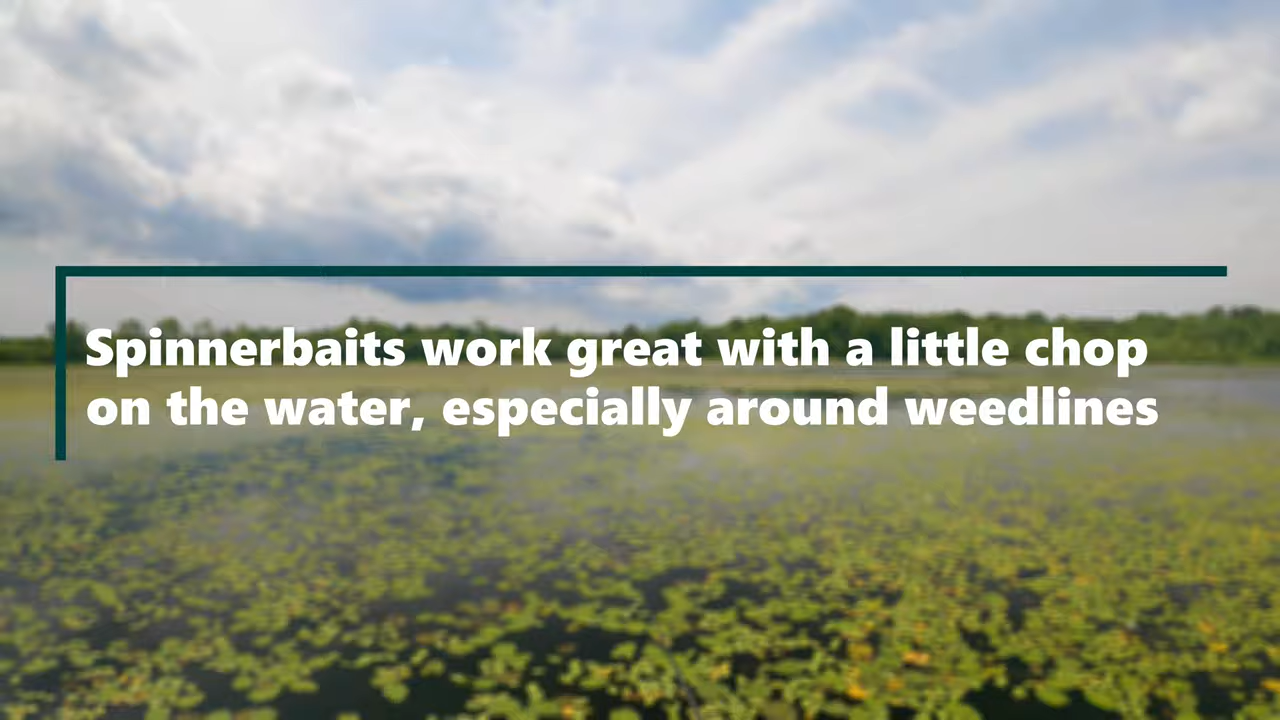 Spinnerbaits work great with a little chop
on the water, especially around weedlines